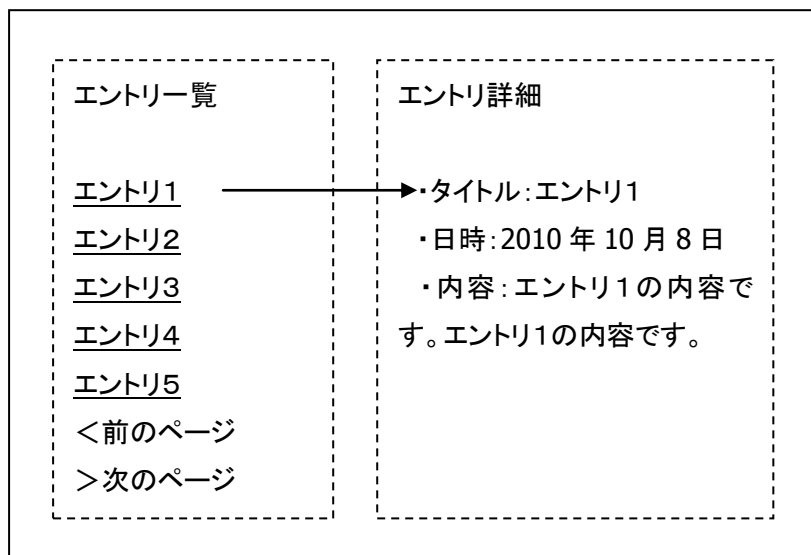 エントリ一覧
エントリ1
エントリ2
エントリ3
エントリ4
エントリ5
＜前のページ
＞次のページ
エントリ詳細
・タイトル：エントリ1
・日時：2010 年 10 月 8 日
・内容：エントリ1の内容で
す。エントリ1の内容です。